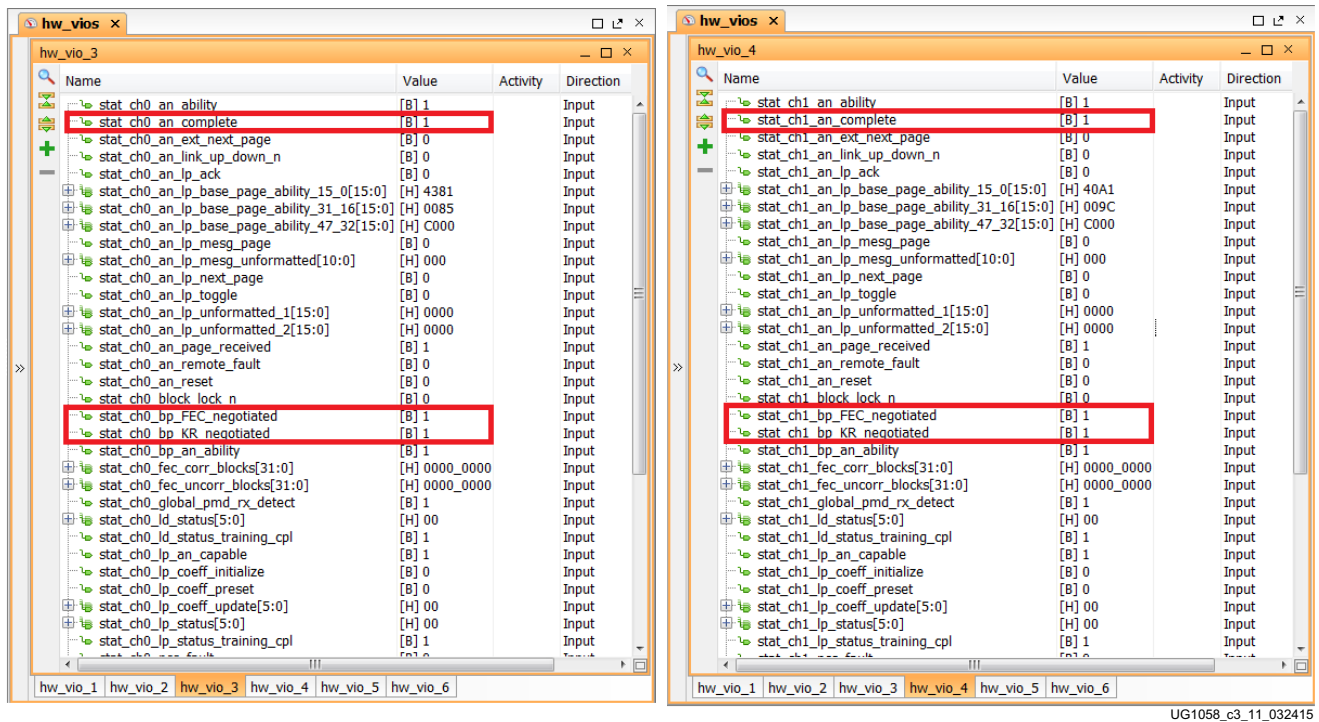 hw_vios
hw_vio_3
Name Value Activity Direction
stat_ch0_an_ability [B] 1 Input
stat_ch0_an_complete [B] 1 Input
stat_ch0_an_ext_next_page [B] 0 Input
stat_ch0_an_link_up_down_n [B] 0 Input
stat_ch0_an_lp_ack [B] 0 Input
stat_ch0_an_lp_base_page_ability_15_0[15:0] [H] 4381 Input
stat_ch0_an_lp_base_page_ability_31_16[15:0] [H] 0085 Input
stat_ch0_an_lp_base_page_ability_47_32[15:0] [H] C000 Input
stat_ch0_an_lp_mesg_page [B] 0 Input
stat_ch0_an_lp_mesg_unformatted[10:0] [H] 000 Input
stat_ch0_an_lp_next_page [B] 0 Input
stat_ch0_an_lp_toggle [B] 0 Input
stat_ch0_an_lp_unformatted_1[15:0] [H] 0000 Input
stat_ch0_an_lp_unformatted_2[15:0] [H] 0000 Input
stat_ch0_an_page_received [B] 1 Input
stat_ch0_an_remote_fault [B] 0 Input
stat_ch0_an_reset [B] 0 Input
stat_ch0_block_lock_n [B] 0 Input
stat_ch0_bp_FEC_negotiated [B] 1 Input
stat_ch0_bp_KR_negotiated [B] 1 Input
stat_ch0_bp_an_ability [B] 1 Input
stat_ch0_fec_corr_blocks[31:0] [H] 0000_0000 Input
stat_ch0_fec_uncorr_blocks[31:0] [H] 0000_0000 Input
stat_ch0_global_pmd_rx_detect [B] 1 Input
stat_ch0_ld_status[5:0] [H] 00 Input
stat_ch0_ld_status_training_cpl [B] 1 Input
stat_ch0_lp_an_capable [B] 1 Input
stat_ch0_lp_coeff_initialize [B] 0 Input
stat_ch0_lp_coeff_preset [B] 0 Input
stat_ch0_lp_coeff_update[5:0] [H] 00 Input
stat_ch0_lp_status[5:0] [H] 00 Input
stat_ch0_lp_status_training_cpl [B] 1 Input
hw_vio_1 hw_vio_2 hw_vio_3 hw_vio_4 hw_vio_5 hw_vio_6
hw_vios
hw_vio_4
Name Value Activity Direction
stat_ch1_an_ability [B] 1 Input
stat_ch1_an_complete [B] 1 Input
stat_ch1_an_ext_next_page [B] 0 Input
stat_ch1_an_link_up_down_n [B] 0 Input
stat_ch1_an_lp_ack [B] 0 Input
stat_ch1_an_lp_base_page_ability_15_0[15:0] [H] 40A1 Input
stat_ch1_an_lp_base_page_ability_31_16[15:0] [H] 009C Input
stat_ch1_an_lp_base_page_ability_47_32[15:0] [H] C000 Input
stat_ch1_an_lp_mesg_page [B] 0 Input
stat_ch1_an_lp_mesg_unformatted[10:0] [H] 000 Input
stat_ch1_an_lp_next_page [B] 0 Input
stat_ch1_an_lp_toggle [B] 0 Input
stat_ch1_an_lp_unformatted_1[15:0] [H] 0000 Input
stat_ch1_an_lp_unformatted_2[15:0] [H] 0000 Input
stat_ch1_an_page_received [B] 1 Input
stat_ch1_an_remote_fault [B] 0 Input
stat_ch1_an_reset [B] 0 Input
stat_ch1_block_lock_n [B] 0 Input
stat_ch1_bp_FEC_negotiated [B] 1 Input
stat_ch1_bp_KR_negotiated [B] 1 Input
stat_ch1_bp_an_ability [B] 1 Input
stat_ch1_fec_corr_blocks[31:0] [H] 0000_0000 Input
stat_ch1_fec_uncorr_blocks[31:0] [H] 0000_0000 Input
stat_ch1_global_pmd_rx_detect [B] 1 Input
stat_ch1_ld_status[5:0] [H] 00 Input
stat_ch1_ld_status_training_cpl [B] 1 Input
stat_ch1_lp_an_capable [B] 1 Input
stat_ch1_lp_coeff_initialize [B] 0 Input
stat_ch1_lp_coeff_preset [B] 0 Input
stat_ch1_lp_coeff_update[5:0] [H] 00 Input
stat_ch1_lp_status[5:0] [H] 00 Input
stat_ch1_lp_status_training_cpl [B] 1 Input
hw_vio_1 hw_vio_2 hw_vio_3 hw_vio_4 hw_vio_5 hw_vio_6
UG1058_c3_11_032415